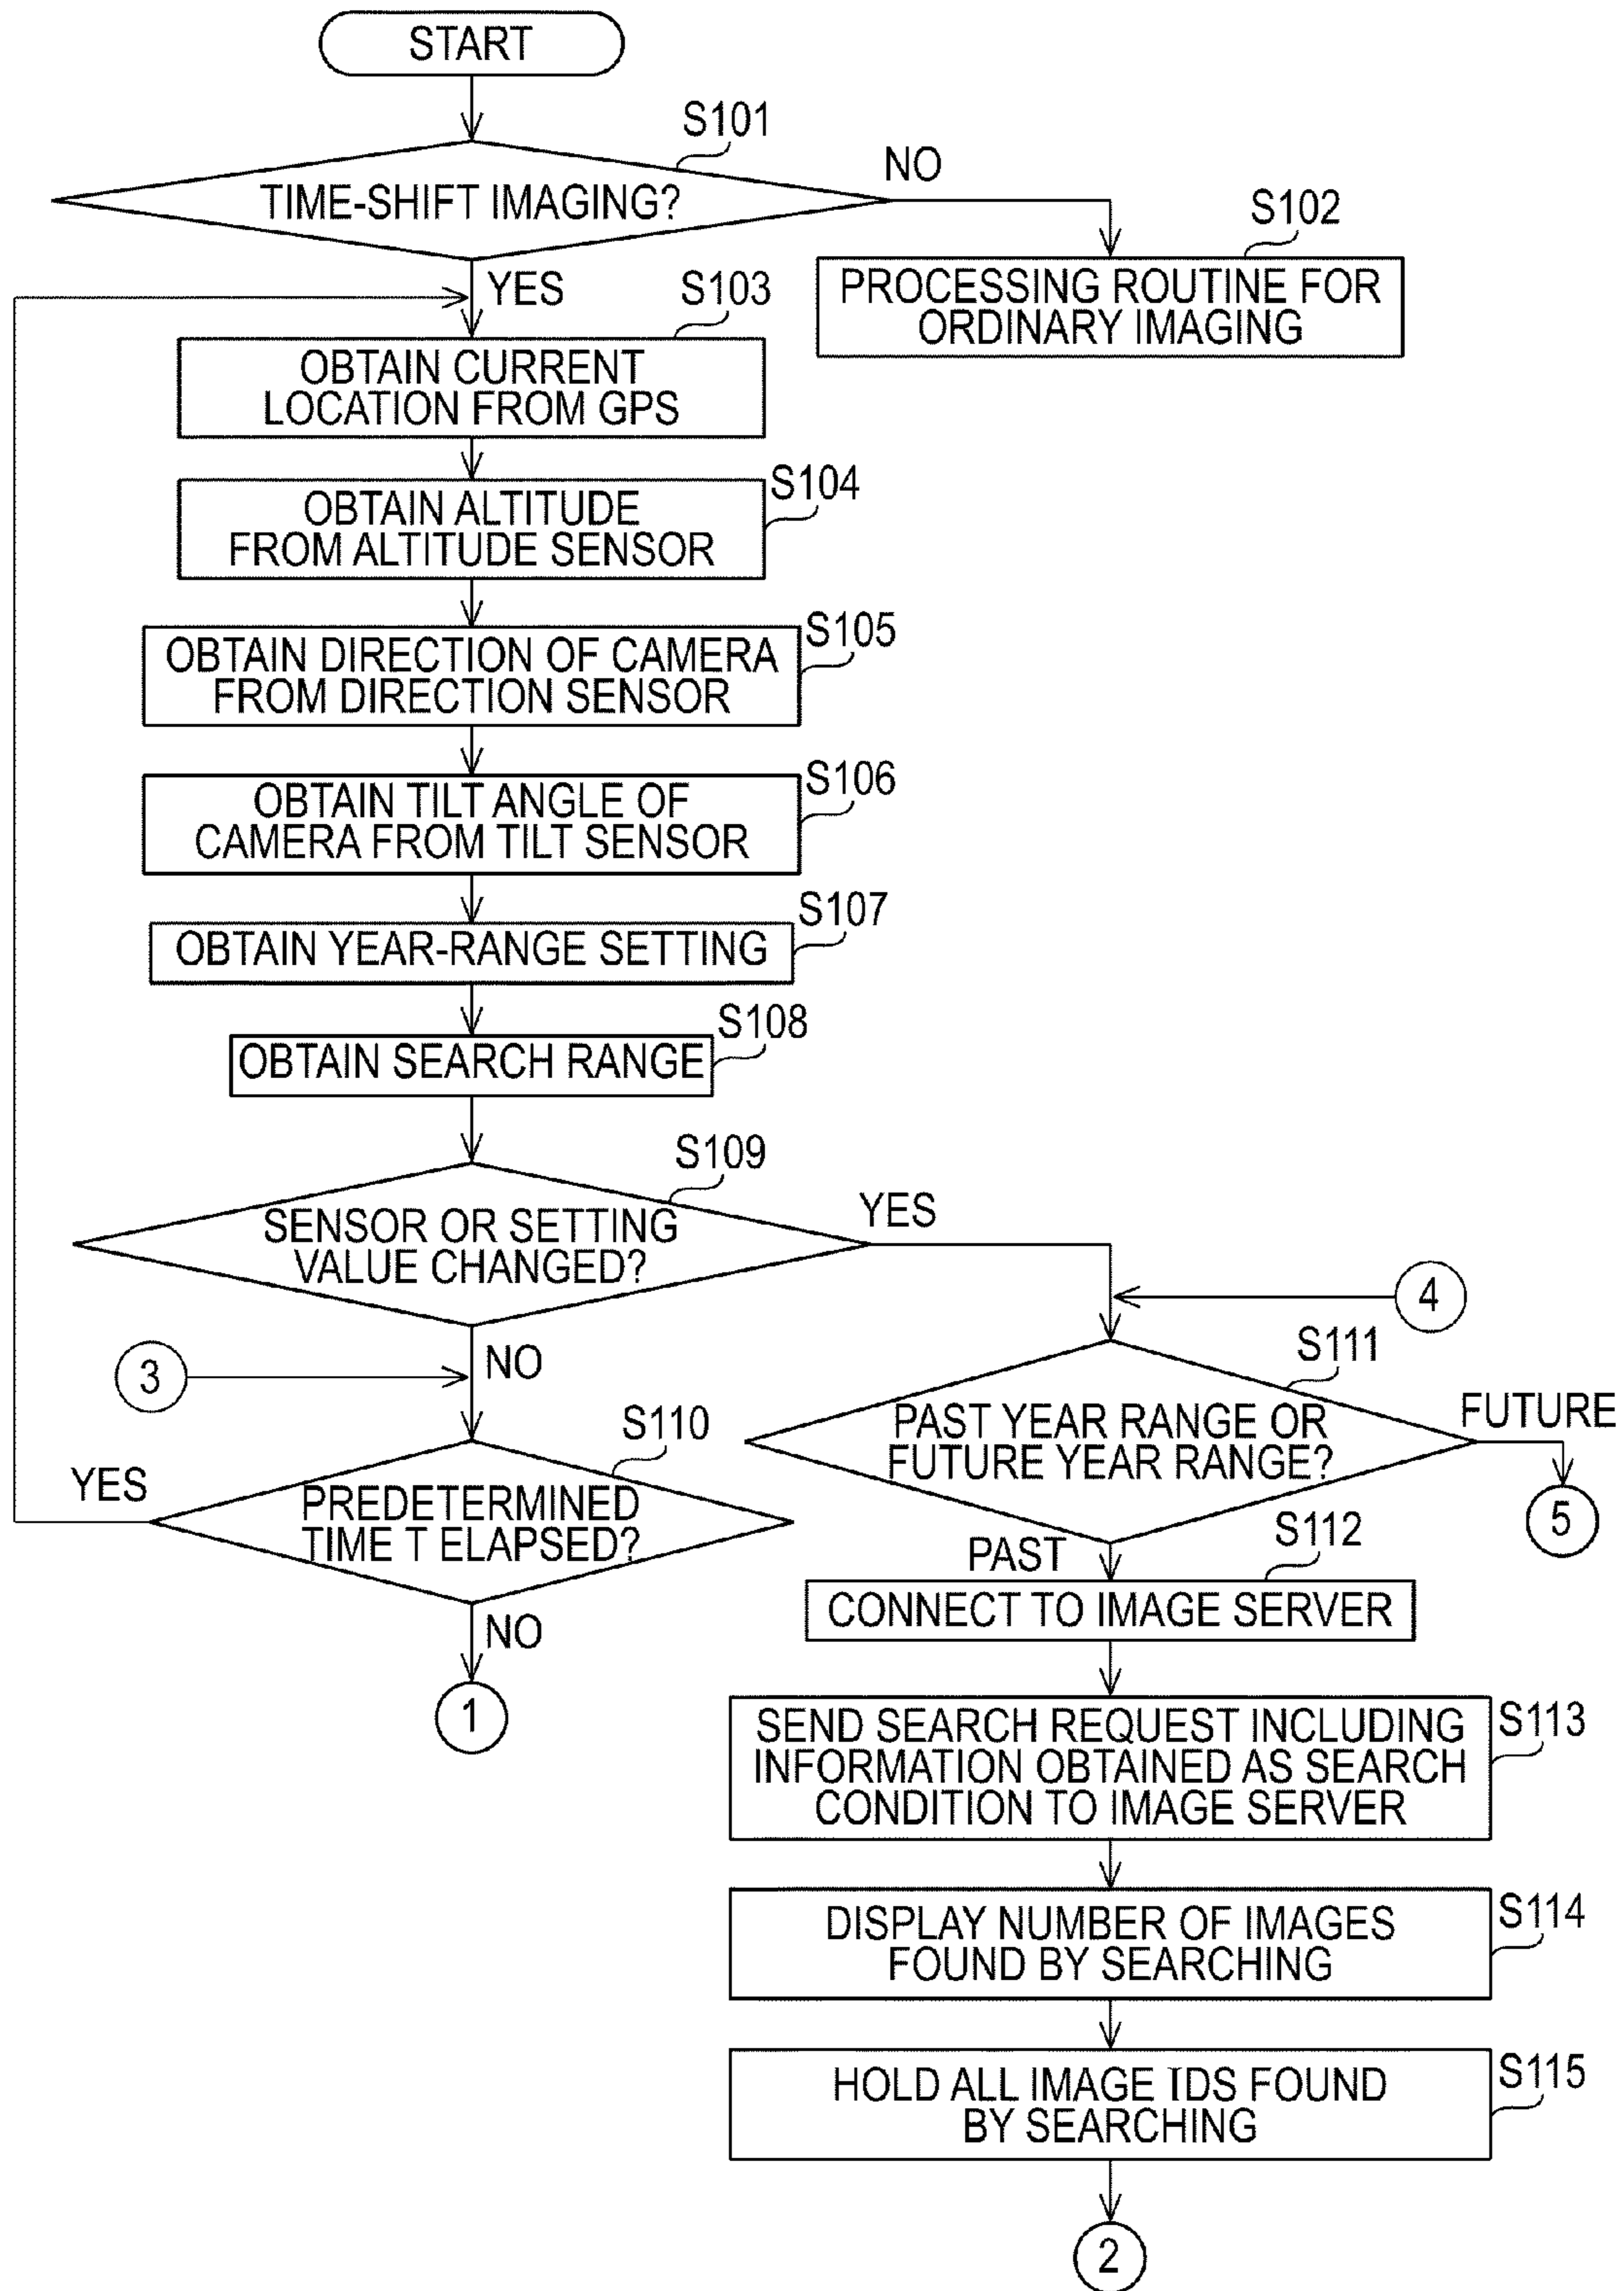 START
S101
TIME-SHIFT IMAGING?
NO
S102
PROCESSING ROUTINE FOR
ORDINARY IMAGING
YES
S103
OBTAIN CURRENT
LOCATION FROM GPS
S104
OBTAIN ALTITUDE
FROM ALTITUDE SENSOR
S105
OBTAIN DIRECTION OF CAMERA
FROM DIRECTION SENSOR
S106
OBTAIN TILT ANGLE OF
CAMERA FROM TILT SENSOR
S107
OBTAIN YEAR-RANGE SETTING
S108
OBTAIN SEARCH RANGE
S109
SENSOR OR SETTING
VALUE CHANGED?
YES
4
NO
3
S110
PREDETERMINED
TIME T ELAPSED?
YES
NO
1
S111
PAST YEAR RANGE OR
FUTURE YEAR RANGE?
FUTURE
5
PAST
S112
CONNECT TO IMAGE SERVER
S113
SEND SEARCH REQUEST INCLUDING
INFORMATION OBTAINED AS SEARCH
CONDITION TO IMAGE SERVER
S114
DISPLAY NUMBER OF IMAGES
FOUND BY SEARCHING
S115
HOLD ALL IMAGE IDS FOUND
BY SEARCHING
2